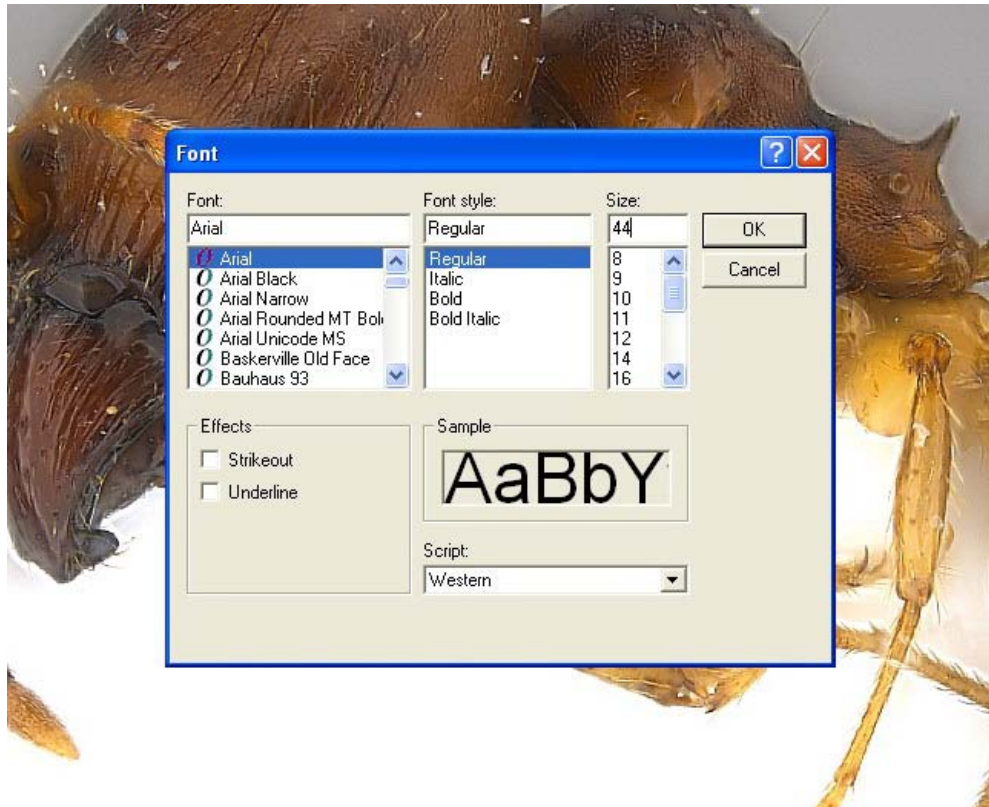 Font
Font:
Arial
Arial
Arial Black
Arial Narrow
Arial Rounded MT Bol
Arial Unicode MS
Baskerville Old Face
Bauhaus 93
Font style:
Regular
Regular
Italic
Bold
Bold Italic
Size:
44
8
9
10
11
12
14
16
OK
Cancel
Effects
Strikeout
Underline
Sample
AaBbY
Script:
Western